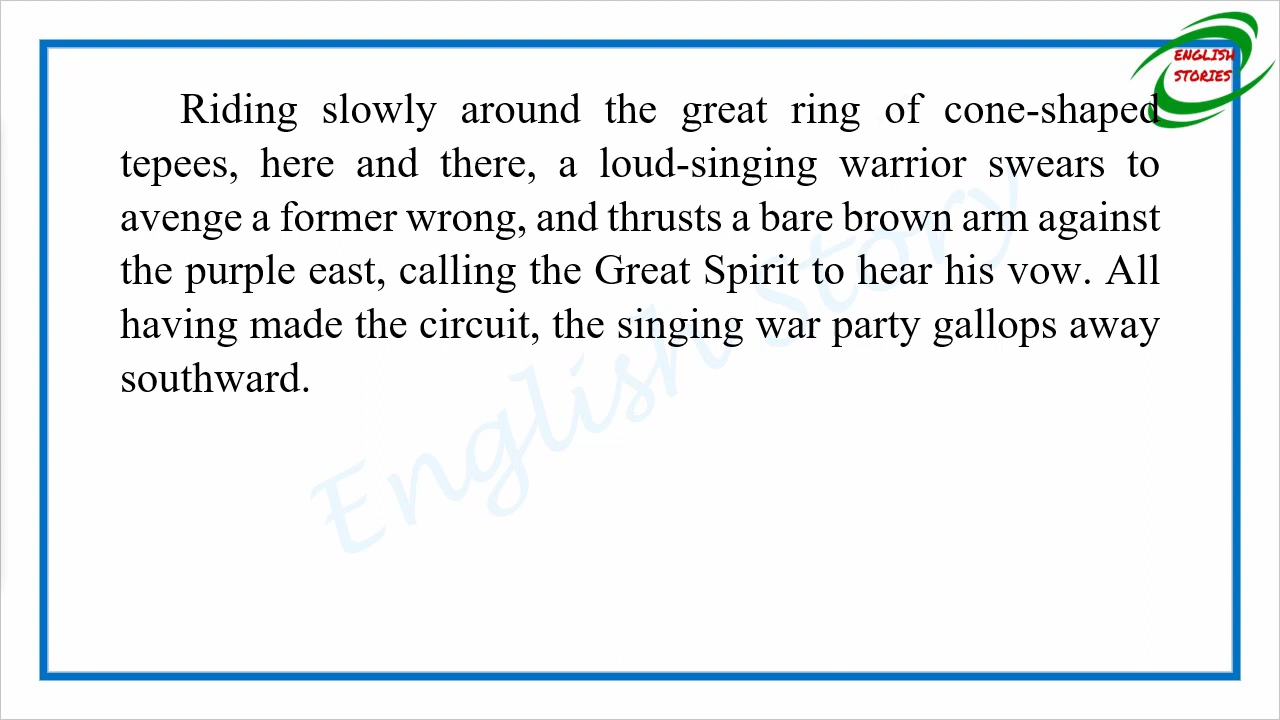 ENGLISH
STORIES
Riding slowly around the great ring of cone-shaped
tepees, here and there, a loud-singing warrior swears to
avenge a former wrong, and thrusts a bare brown arm against
the purple east, calling the Great Spirit to hear his vow. All
having made the circuit, the singing war party gallops away
southward.
English Story